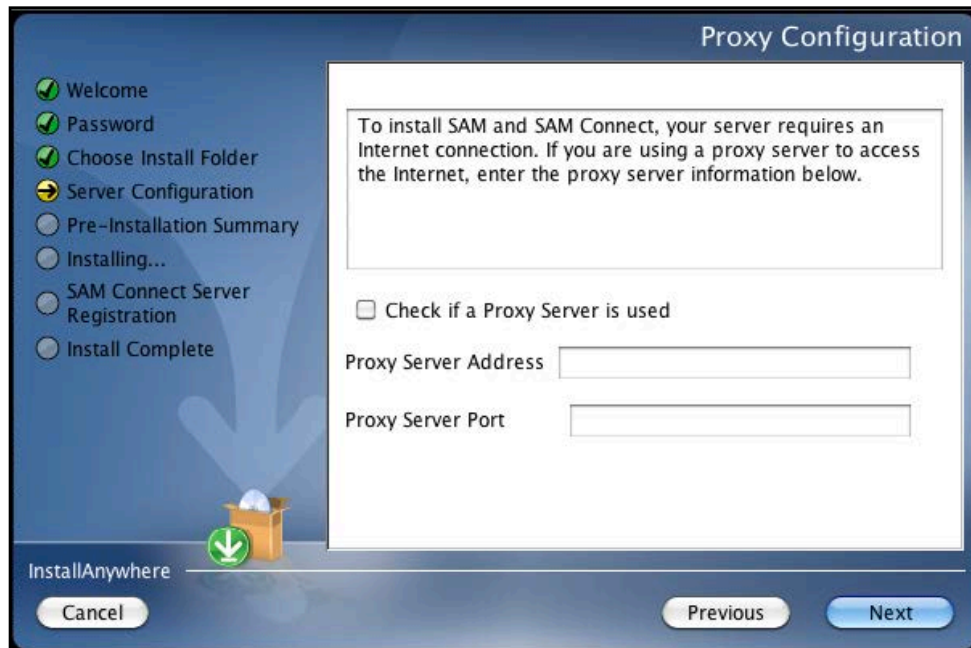 Proxy Configuration
Welcome
Password
Choose Install Folder
Server Configuration
Pre-Installation Summary
Installing...
SAM Connect Server
Registration
Install Complete
To install SAM and SAM Connect, your server requires an
Internet connection. If you are using a proxy server to access
the Internet, enter the proxy server information below.
Check if a Proxy Server is used
Proxy Server Address
Proxy Server Port
InstallAnywhere
Cancel
Previous
Next